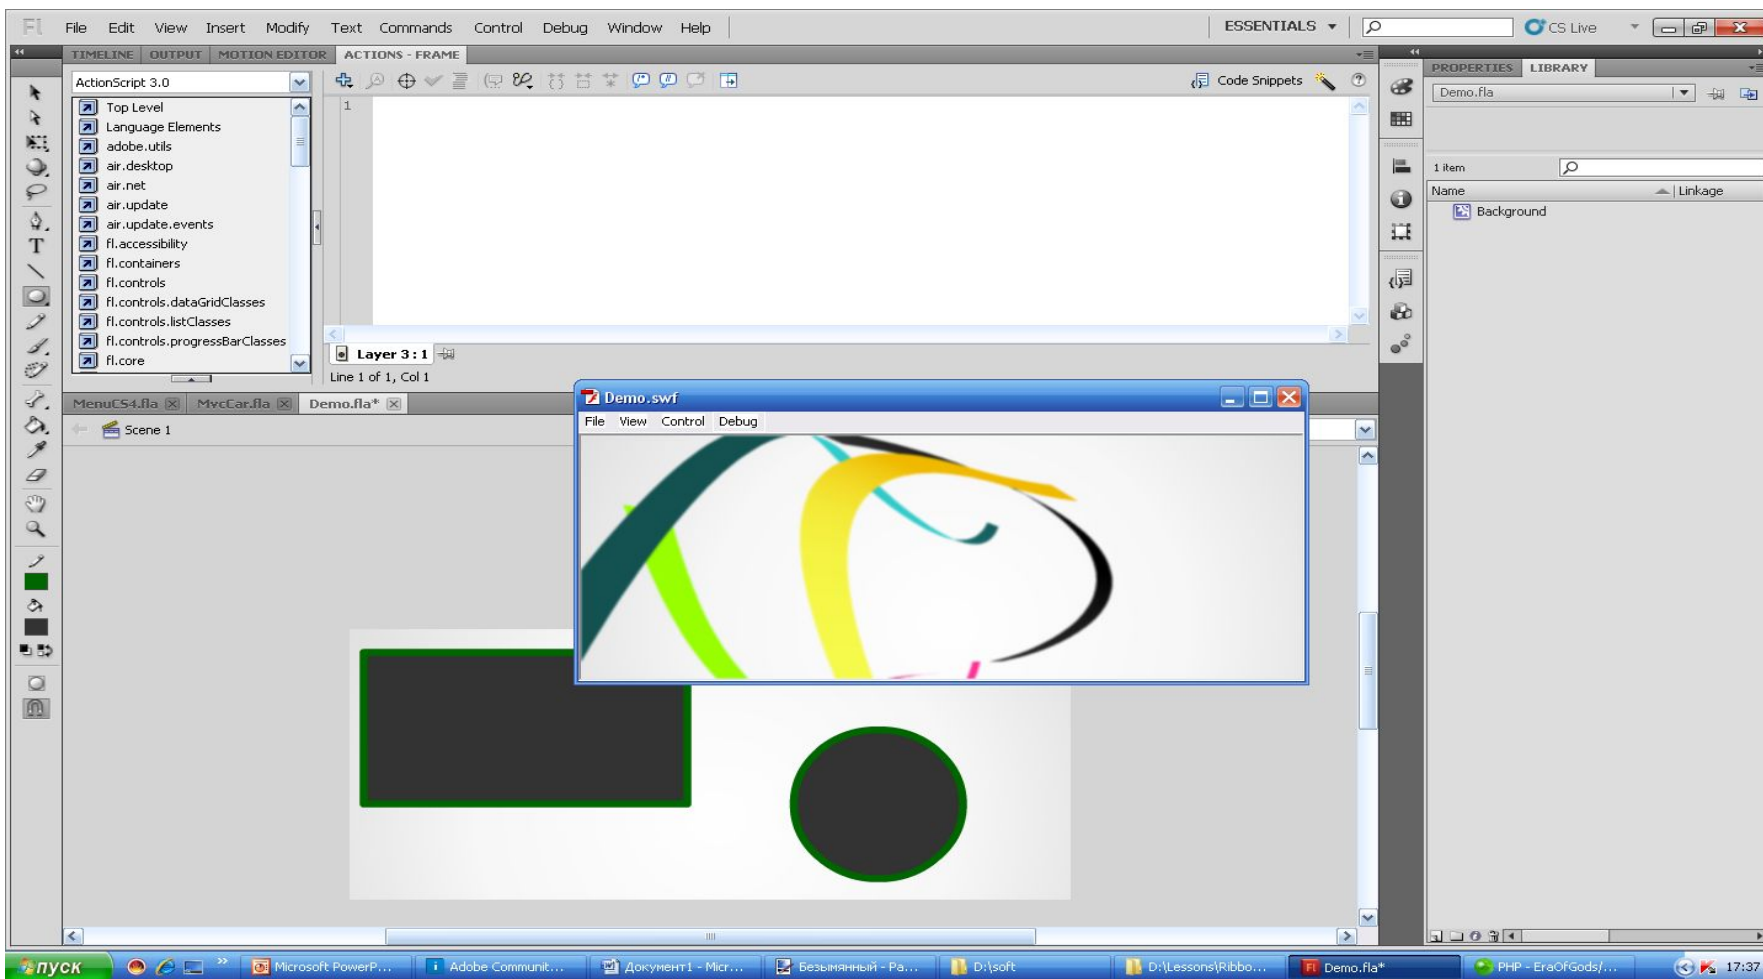 Fl File Edit View Insert Modify Text Commands Control Debug Window Help ESSENTIALS CS Live
TIMELINE OUTPUT MOTION EDITOR ACTIONS - FRAME
ActionScript 3.0
Top Level
Language Elements
adobe.utils
air.desktop
air.net
air.update
air.update.events
fl.accessibility
fl.containers
fl.controls
fl.controls.dataGridClasses
fl.controls.listClasses
fl.controls.progressBarClasses
fl.core
Code Snippets
1
Layer 3 : 1
Line 1 of 1, Col 1
PROPERTIES LIBRARY
Demo.fla
1 item
Name Linkage
Background
MenuCS4.fla MvcCar.fla Demo.fla*
Scene 1
Demo.swf
File View Control Debug
пуск Microsoft PowerP... Adobe Communit... Документ1 - Micr... Безымянный - Ра... D:\soft D:\Lessons\Ribbo... Demo.fla* PHP - EraOfGods/... 17:37